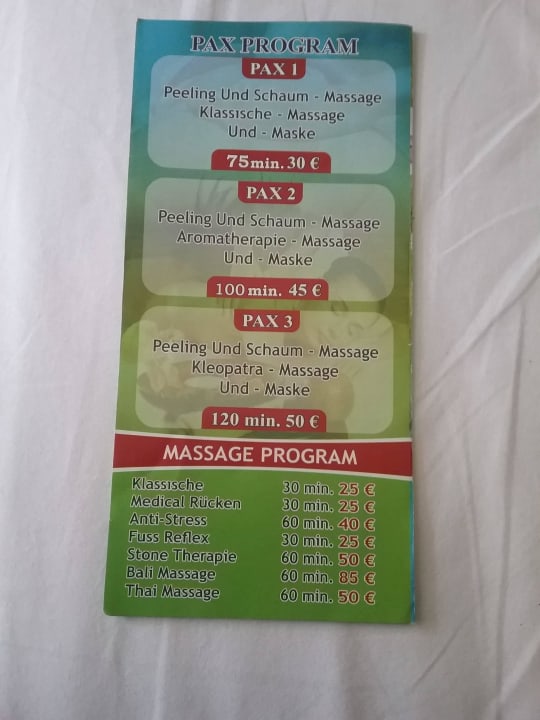 PAX PROGRAM
PAX 1
Peeling Und Schaum - Massage
Klassische - Massage
Und - Maske
75min. 30 €
PAX 2
Peeling Und Schaum - Massage
Aromatherapie - Massage
Und - Maske
100min. 45 €
PAX 3
Peeling Und Schaum - Massage
Kleopatra - Massage
Und - Maske
120 min. 50 €
MASSAGE PROGRAM
Klassische 30 min. 25 €
Medical Rücken 30 min. 25 €
Anti-Stress 60 min. 40 €
Fuss Reflex 30 min. 25 €
Stone Therapie 60 min. 50 €
Bali Massage 60 min. 85 €
Thai Massage 60 min. 50 €